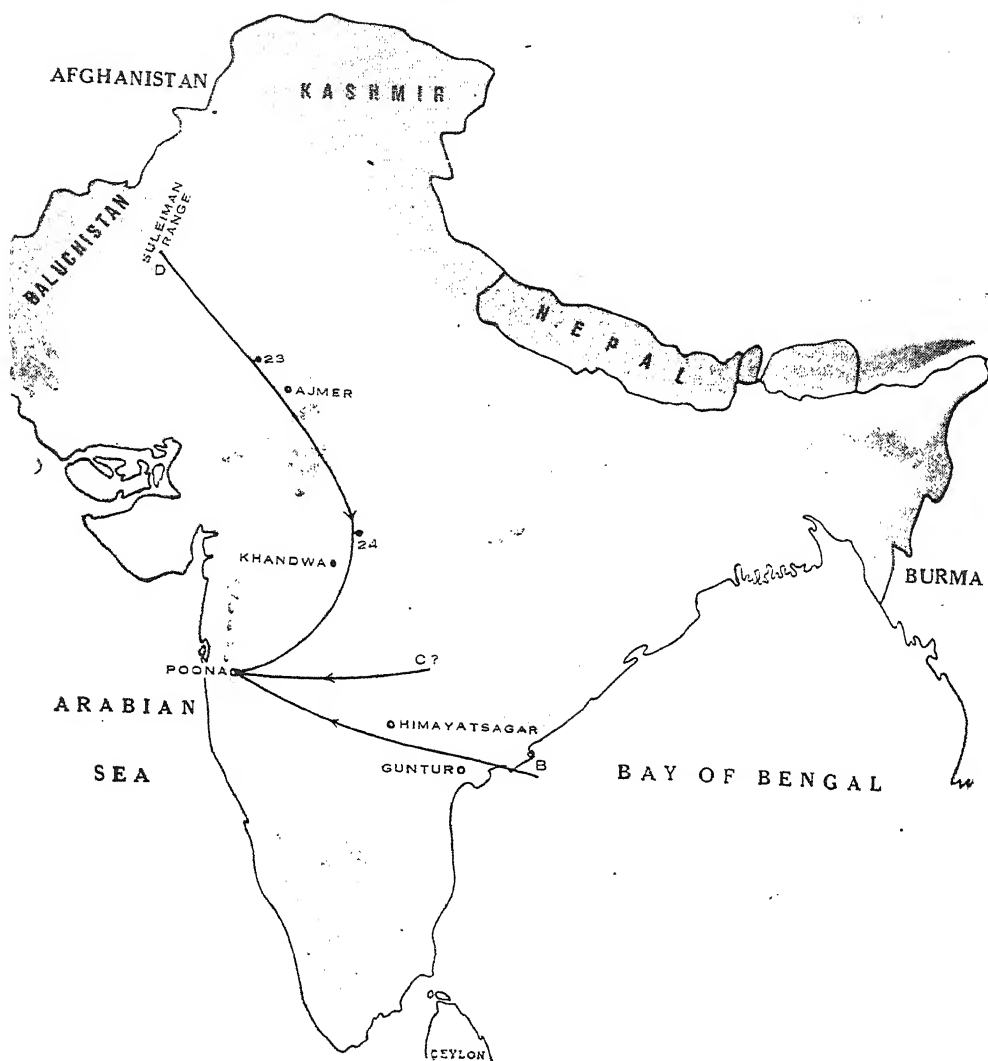 AFGHANISTAN
KASHMIR
BALUCHISTAN
SULEIMAN
RANGE
D
23
AJMER
NEPAL
24
KHANDWA
BURMA
POONA
C?
ARABIAN
SEA
HIMAYATSAGAR
GUNTUR
B
BAY OF BENGAL
CEYLON